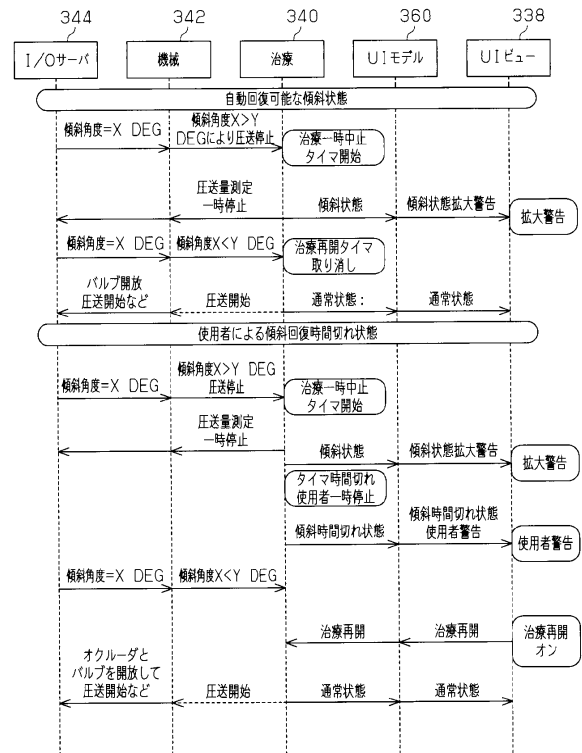 344
342
340
360
338
I/Oサーバ
機械
治療
UIモデル
UIビュー
自動回復可能な傾斜状態
傾斜角度=X DEG
傾斜角度X>Y
DEGにより圧送停止
治療一時中止
タイマ開始
圧送量測定
一時停止
傾斜状態
傾斜状態拡大警告
拡大警告
傾斜角度=X DEG
傾斜角度X<Y DEG
治療再開タイマ
取り消し
バルブ開放
圧送開始など
圧送開始
通常状態:
通常状態
使用者による傾斜回復時間切れ状態
傾斜角度=X DEG
傾斜角度X>Y DEG
圧送停止
治療一時中止
タイマ開始
圧送量測定
一時停止
傾斜状態
傾斜状態拡大警告
拡大警告
タイマ時間切れ
使用者一時停止
傾斜時間切れ状態
傾斜時間切れ状態
使用者警告
使用者警告
傾斜角度=X DEG
傾斜角度X<Y DEG
治療再開
治療再開
治療再開
オン
オクルーダと
バルブを開放して
圧送開始など
圧送開始
通常状態
通常状態